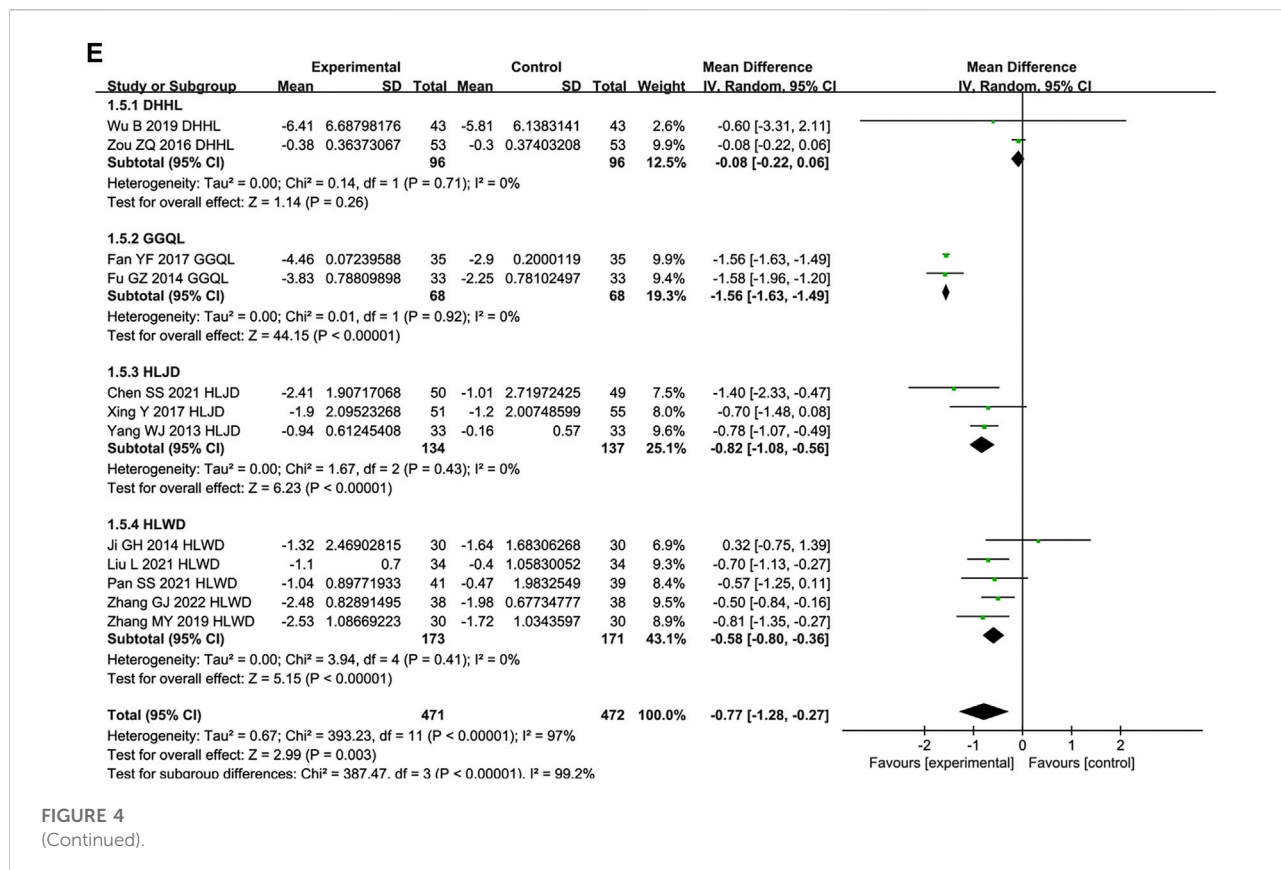 E
Experimental Control Mean Difference Mean Difference
Study or Subgroup Mean SD Total Mean SD Total Weight IV, Random, 95% CI IV, Random, 95% CI
1.5.1 DHHL
Wu B 2019 DHHL -6.41 6.68798176 43 -5.81 6.1383141 43 2.6% -0.60 [-3.31, 2.11]
Zou ZQ 2016 DHHL -0.38 0.36373067 53 -0.3 0.37403208 53 9.9% -0.08 [-0.22, 0.06]
Subtotal (95% CI) 96 96 12.5% -0.08 [-0.22, 0.06]
Heterogeneity: Tau² = 0.00; Chi² = 0.14, df = 1 (P = 0.71); I² = 0%
Test for overall effect: Z = 1.14 (P = 0.26)
1.5.2 GGQL
Fan YF 2017 GGQL -4.46 0.07239588 35 -2.9 0.2000119 35 9.9% -1.56 [-1.63, -1.49]
Fu GZ 2014 GGQL -3.83 0.78809898 33 -2.25 0.78102497 33 9.4% -1.58 [-1.96, -1.20]
Subtotal (95% CI) 68 68 19.3% -1.56 [-1.63, -1.49]
Heterogeneity: Tau² = 0.00; Chi² = 0.01, df = 1 (P = 0.92); I² = 0%
Test for overall effect: Z = 44.15 (P < 0.00001)
1.5.3 HLJD
Chen SS 2021 HLJD -2.41 1.90717068 50 -1.01 2.71972425 49 7.5% -1.40 [-2.33, -0.47]
Xing Y 2017 HLJD -1.9 2.09523268 51 -1.2 2.00748599 55 8.0% -0.70 [-1.48, 0.08]
Yang WJ 2013 HLJD -0.94 0.61245408 33 -0.16 0.57 33 9.6% -0.78 [-1.07, -0.49]
Subtotal (95% CI) 134 137 25.1% -0.82 [-1.08, -0.56]
Heterogeneity: Tau² = 0.00; Chi² = 1.67, df = 2 (P = 0.43); I² = 0%
Test for overall effect: Z = 6.23 (P < 0.00001)
1.5.4 HLWD
Ji GH 2014 HLWD -1.32 2.46902815 30 -1.64 1.68306268 30 6.9% 0.32 [-0.75, 1.39]
Liu L 2021 HLWD -1.1 0.7 34 -0.4 1.05830052 34 9.3% -0.70 [-1.13, -0.27]
Pan SS 2021 HLWD -1.04 0.89771933 41 -0.47 1.9832549 39 8.4% -0.57 [-1.25, 0.11]
Zhang GJ 2022 HLWD -2.48 0.82891495 38 -1.98 0.67734777 38 9.5% -0.50 [-0.84, -0.16]
Zhang MY 2019 HLWD -2.53 1.08669223 30 -1.72 1.0343597 30 8.9% -0.81 [-1.35, -0.27]
Subtotal (95% CI) 173 171 43.1% -0.58 [-0.80, -0.36]
Heterogeneity: Tau² = 0.00; Chi² = 3.94, df = 4 (P = 0.41); I² = 0%
Test for overall effect: Z = 5.15 (P < 0.00001)
Total (95% CI) 471 472 100.0% -0.77 [-1.28, -0.27]
Heterogeneity: Tau² = 0.67; Chi² = 393.23, df = 11 (P < 0.00001); I² = 97%
Test for overall effect: Z = 2.99 (P = 0.003)
Test for subgroup differences: Chi² = 387.47, df = 3 (P < 0.00001), I² = 99.2%
-2 -1 0 1 2
Favours [experimental] Favours [control]
FIGURE 4
(Continued).